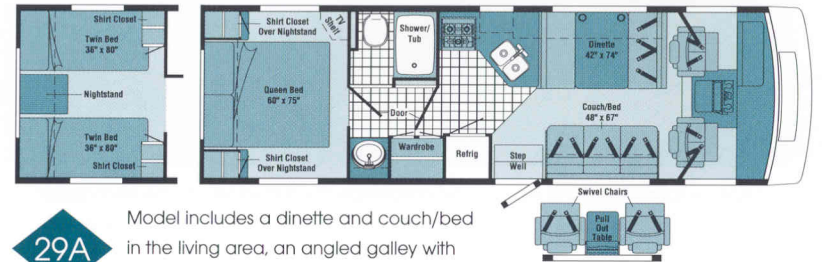 Shirt Closet
Twin Bed
36" x 80"
Nightstand
Twin Bed
36" x 80"
Shirt Closet
Shirt Closet
Over Nightstand
TV
Shelf
Queen Bed
60" x 75"
Shirt Closet
Over Nightstand
Shower/
Tub
Door
Wardrobe
Refrig
Step
Well
Dinette
42" x 74"
Couch/Bed
48" x 67"
Swivel Chairs
Pull
Out
Table
29A
Model includes a dinette and couch/bed
in the living area, an angled galley with